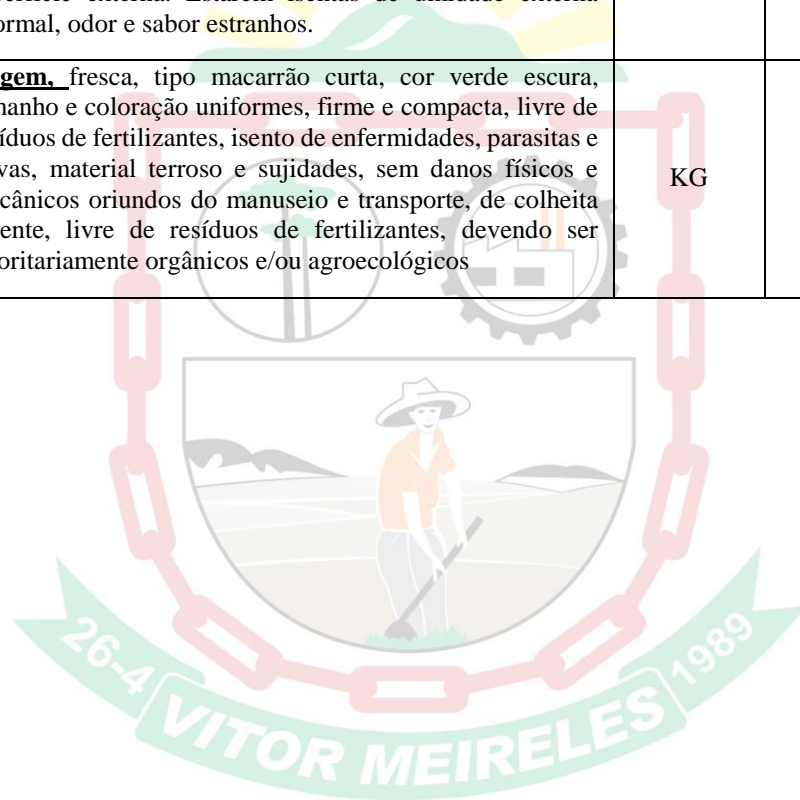 ormal, odor e sabor estranhos.
gem, fresca, tipo macarrão curta, cor verde escura,
manho e coloração uniformes, firme e compacta, livre de
íduos de fertilizantes, isento de enfermidades, parasitas e
vas, material terroso e sujidades, sem danos físicos e
cânicos oriundos do manuseio e transporte, de colheita
ente, livre de resíduos de fertilizantes, devendo ser
oritariamente orgânicos e/ou agroecológicos
KG
26-4
VITOR MEIRELES
1989